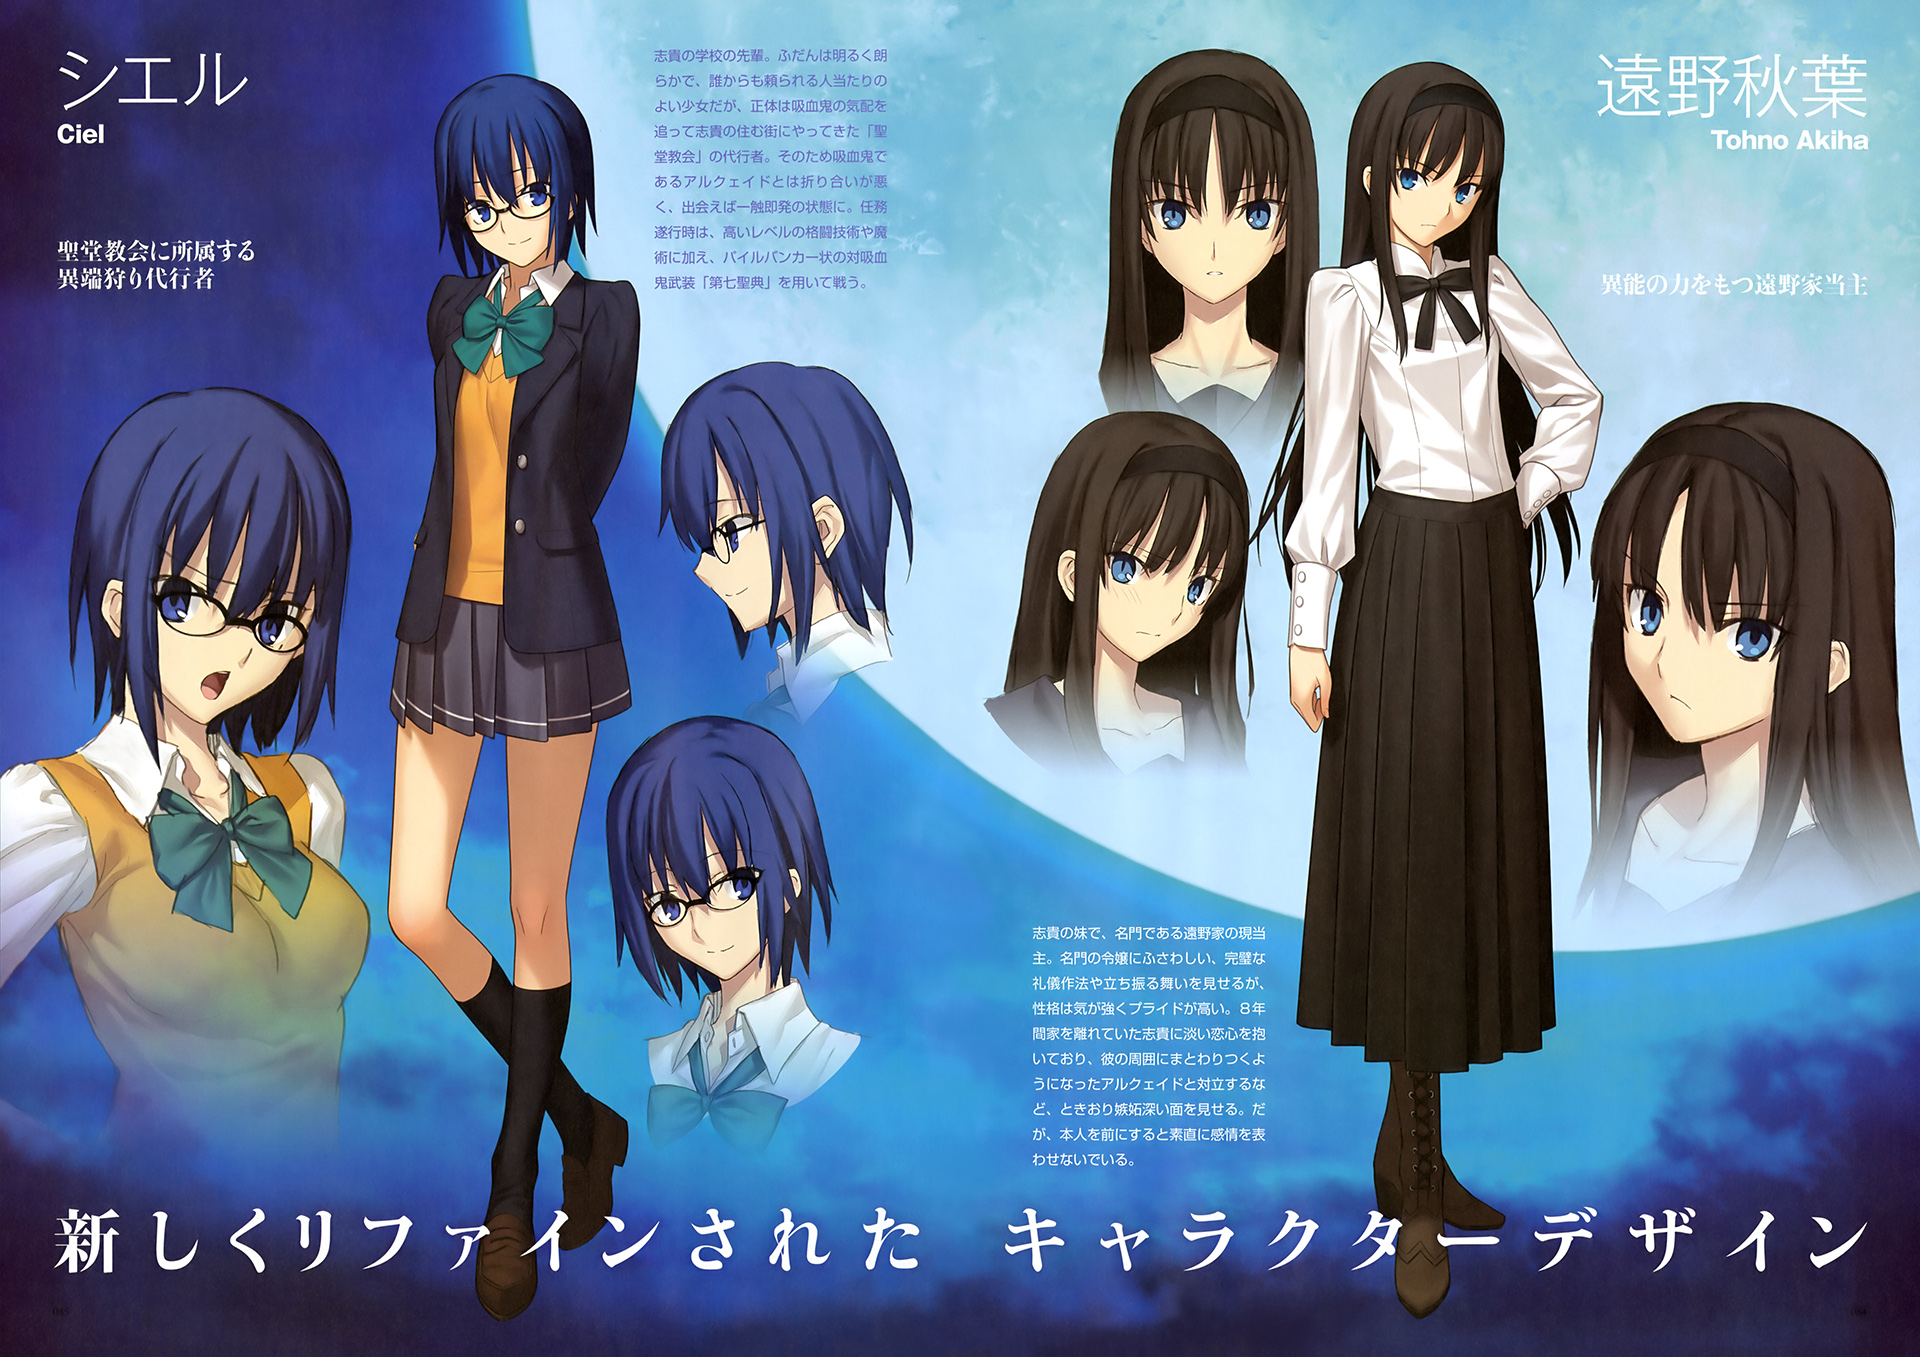 シエル
Ciel
聖堂教会に所属する
異端狩り代行者
志貴の学校の先輩。ふだんは明るく朗
らかで、誰からも頼られる人当たりの
よい少女だが、正体は吸血鬼の気配を
追って志貴の住む街にやってきた「聖
堂教会」の代行者。そのため吸血鬼で
あるアルクェイドとは折り合いが悪
く、出会えば一触即発の状態に。任務
遂行時は、高いレベルの格闘技術や魔
術に加え、パイルバンカー状の対吸血
鬼武装「第七聖典」を用いて戦う。
遠野秋葉
Tohno Akiha
異能の力をもつ遠野家当主
志貴の妹で、名門である遠野家の現当
主。名門の令嬢にふさわしい、完璧な
礼儀作法や立ち振る舞いを見せるが、
性格は気が強くプライドが高い。8年
間家を離れていた志貴に淡い恋心を抱
いており、彼の周囲にまとわりつくよ
うになったアルクェイドと対立するな
ど、ときおり嫉妬深い面を見せる。だ
が、本人を前にすると素直に感情を表
わせないでいる。
新しくリファインされた キャラクターデザイン